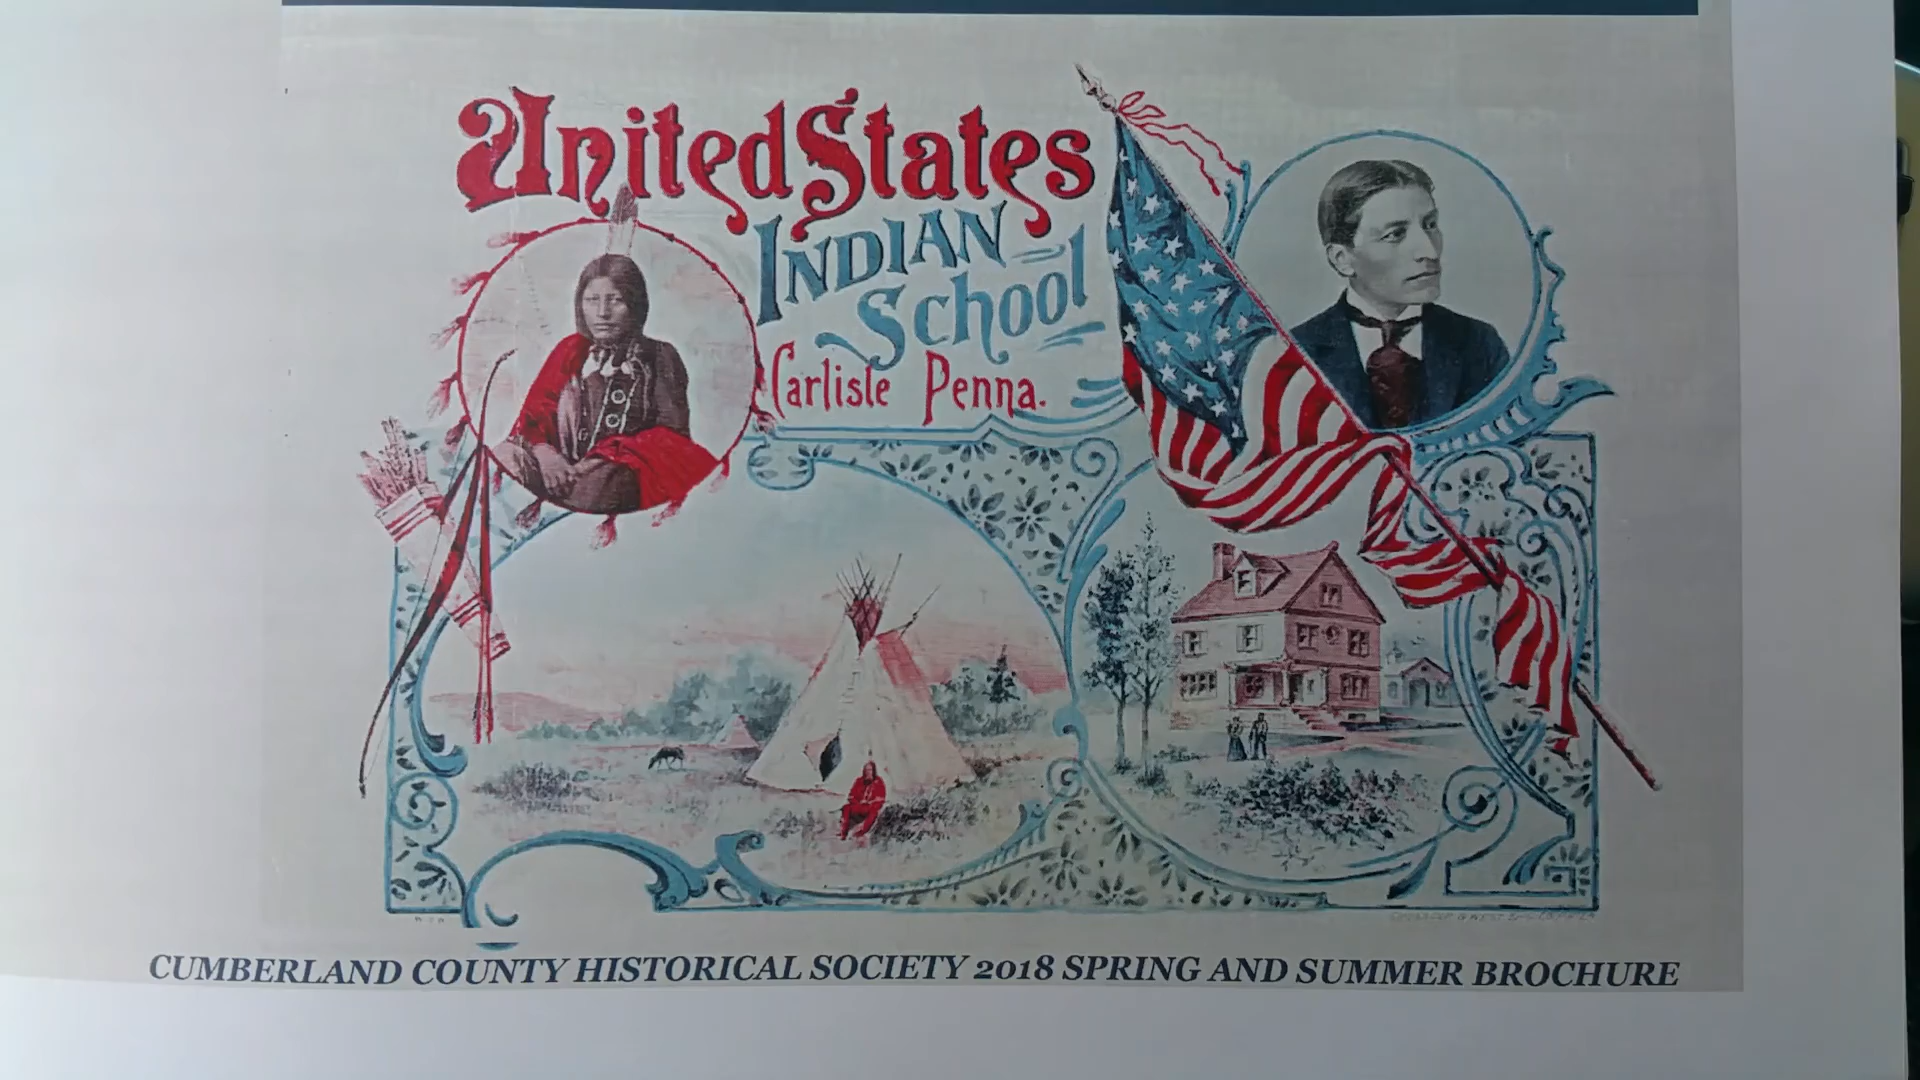 United States
INDIAN
School
Carlisle Penna.
CUMBERLAND COUNTY HISTORICAL SOCIETY 2018 SPRING AND SUMMER BROCHURE